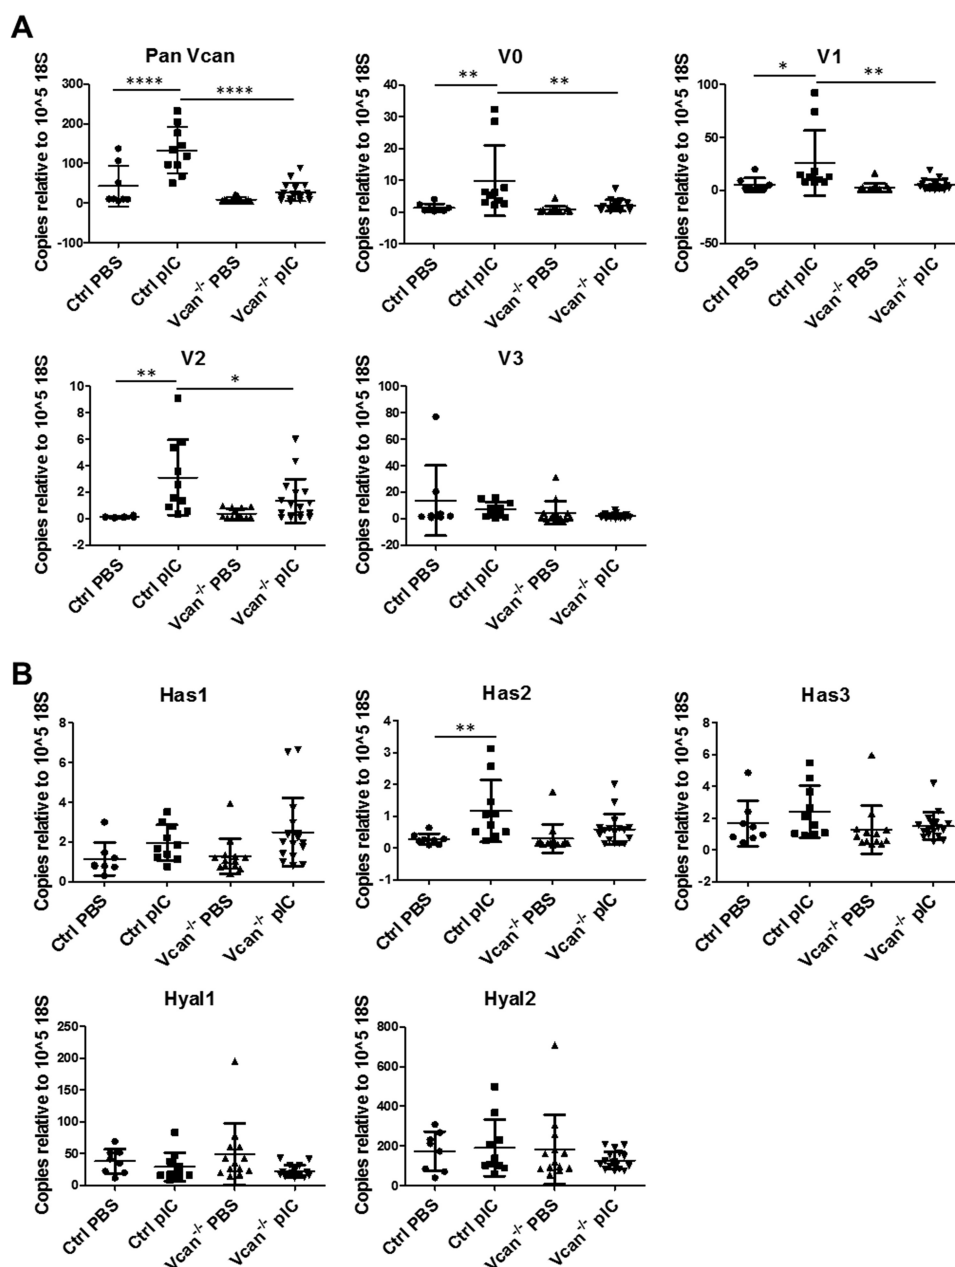 A
Pan Vcan
Copies relative to 10^5 18S
300
200
100
0
-100
****
****
Ctrl PBS
Ctrl pIC
Vcan-/- PBS
Vcan-/- pIC
V0
Copies relative to 10^5 18S
40
30
20
10
0
-10
**
**
Ctrl PBS
Ctrl pIC
Vcan-/- PBS
Vcan-/- pIC
V1
Copies relative to 10^5 18S
100
50
0
-50
*
**
Ctrl PBS
Ctrl pIC
Vcan-/- PBS
Vcan-/- pIC
V2
Copies relative to 10^5 18S
10
8
6
4
2
0
-2
**
*
Ctrl PBS
Ctrl pIC
Vcan-/- PBS
Vcan-/- pIC
V3
Copies relative to 10^5 18S
100
80
60
40
20
0
-20
Ctrl PBS
Ctrl pIC
Vcan-/- PBS
Vcan-/- pIC
B
Has1
Copies relative to 10^5 18S
8
6
4
2
0
Ctrl PBS
Ctrl pIC
Vcan-/- PBS
Vcan-/- pIC
Has2
Copies relative to 10^5 18S
4
3
2
1
0
-1
**
Ctrl PBS
Ctrl pIC
Vcan-/- PBS
Vcan-/- pIC
Has3
Copies relative to 10^5 18S
8
6
4
2
0
-2
Ctrl PBS
Ctrl pIC
Vcan-/- PBS
Vcan-/- pIC
Hyal1
Copies relative to 10^5 18S
250
200
150
100
50
0
Ctrl PBS
Ctrl pIC
Vcan-/- PBS
Vcan-/- pIC
Hyal2
Copies relative to 10^5 18S
800
600
400
200
0
Ctrl PBS
Ctrl pIC
Vcan-/- PBS
Vcan-/- pIC